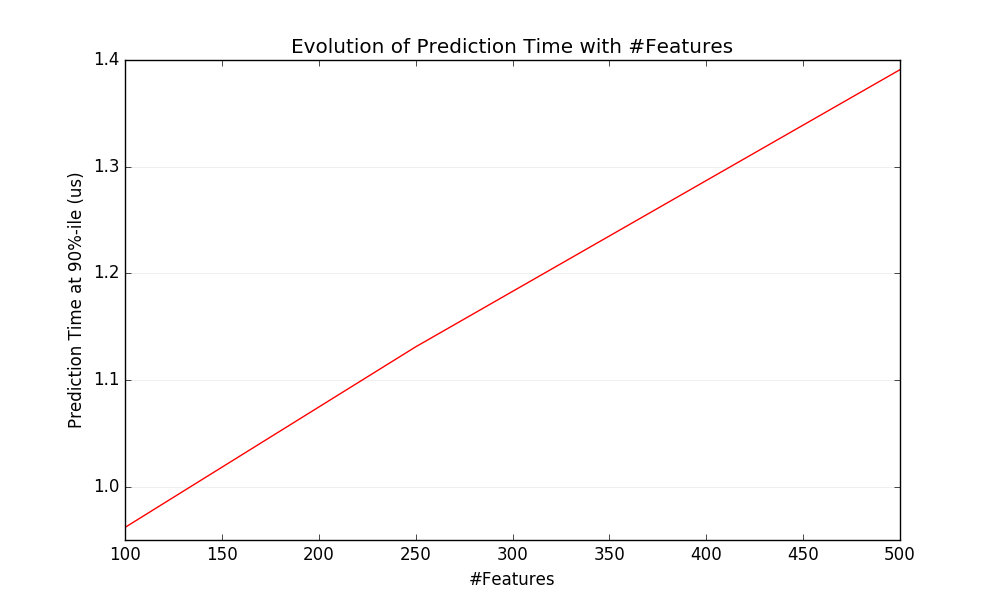 Evolution of Prediction Time with #Features
Prediction Time at 90%-ile (us)
1.4
1.3
1.2
1.1
1.0
100 150 200 250 300 350 400 450 500
#Features